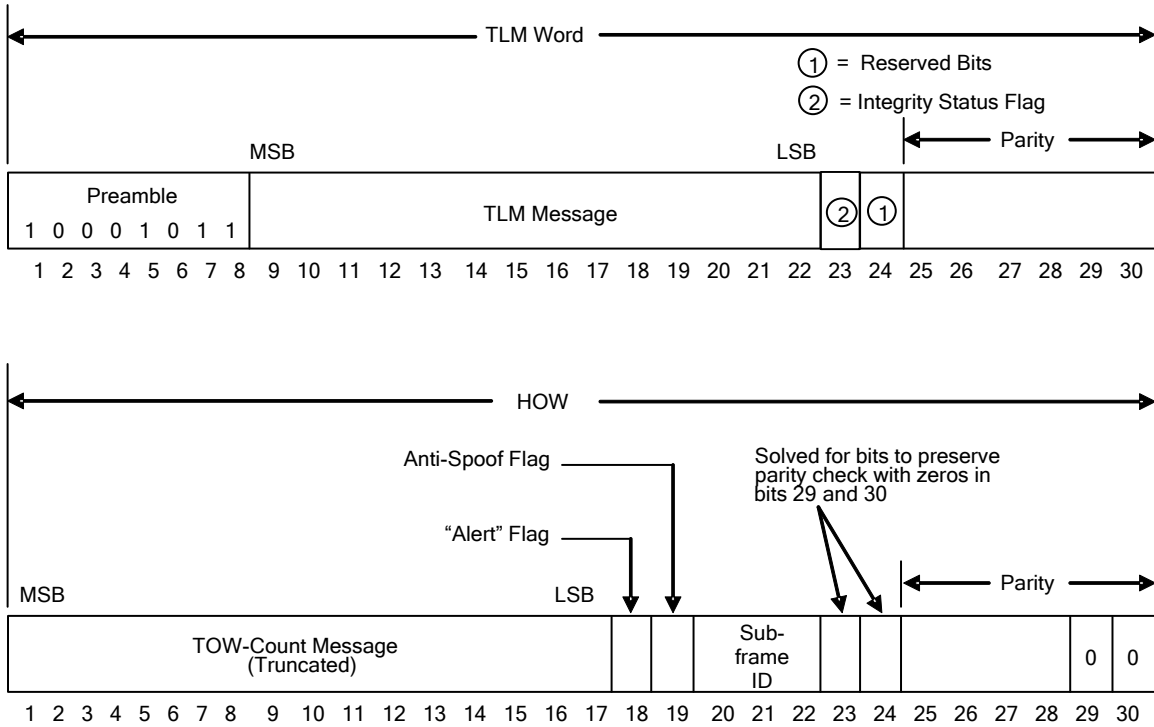 TLM Word
1 = Reserved Bits
2 = Integrity Status Flag
Parity
MSB LSB
Preamble
1 0 0 0 1 0 1 1
TLM Message
2 1
1 2 3 4 5 6 7 8 9 10 11 12 13 14 15 16 17 18 19 20 21 22 23 24 25 26 27 28 29 30
HOW
Anti-Spoof Flag
Solved for bits to preserve
parity check with zeros in
bits 29 and 30
“Alert” Flag
Parity
MSB LSB
TOW-Count Message
(Truncated)
Sub-
frame
ID
0 0
1 2 3 4 5 6 7 8 9 10 11 12 13 14 15 16 17 18 19 20 21 22 23 24 25 26 27 28 29 30